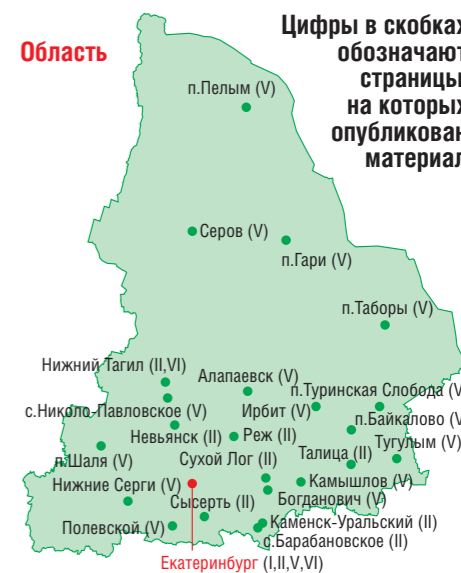 Область
Цифры в скобках
обозначают
страницы,
на которых
опубликован
материал
п.Пелым (V)
Серов (V)
п.Гари (V)
п.Таборы (V)
Нижний Тагил (II,VI)
Алапаевск (V)
п.Туринская Слобода (V
с.Николо-Павловское (V)
Ирбит (V)
п.Байкалово (V
Невьянск (II)
Реж (II)
Тугулым (V)
п.Шаля (V)
Сухой Лог (II)
Талица (II)
Нижние Серги (V)
Камышлов (V)
Сысерть (II)
Богданович (V)
Полевской (V)
Каменск-Уральский (II)
с.Барабановское (II)
Екатеринбург (I,II,V,VI)